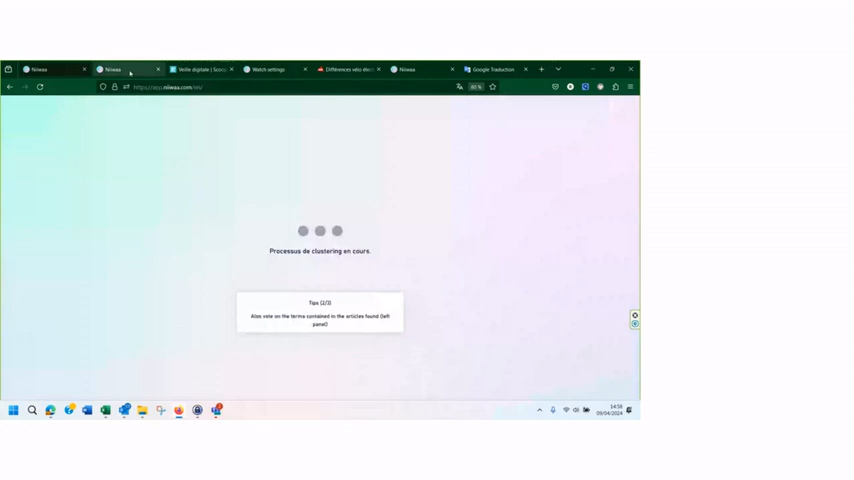 Niiwaa
Niiwaa
Veille digitale | Scoop
Watch settings
Différences vélo élec
Niiwaa
Google Traduction
https://app.niiwaa.com/en/
80 %
Processus de clustering en cours.
Tips (2/3)
Also vote on the terms contained in the articles found (left
panel)
14:58
09/04/2024